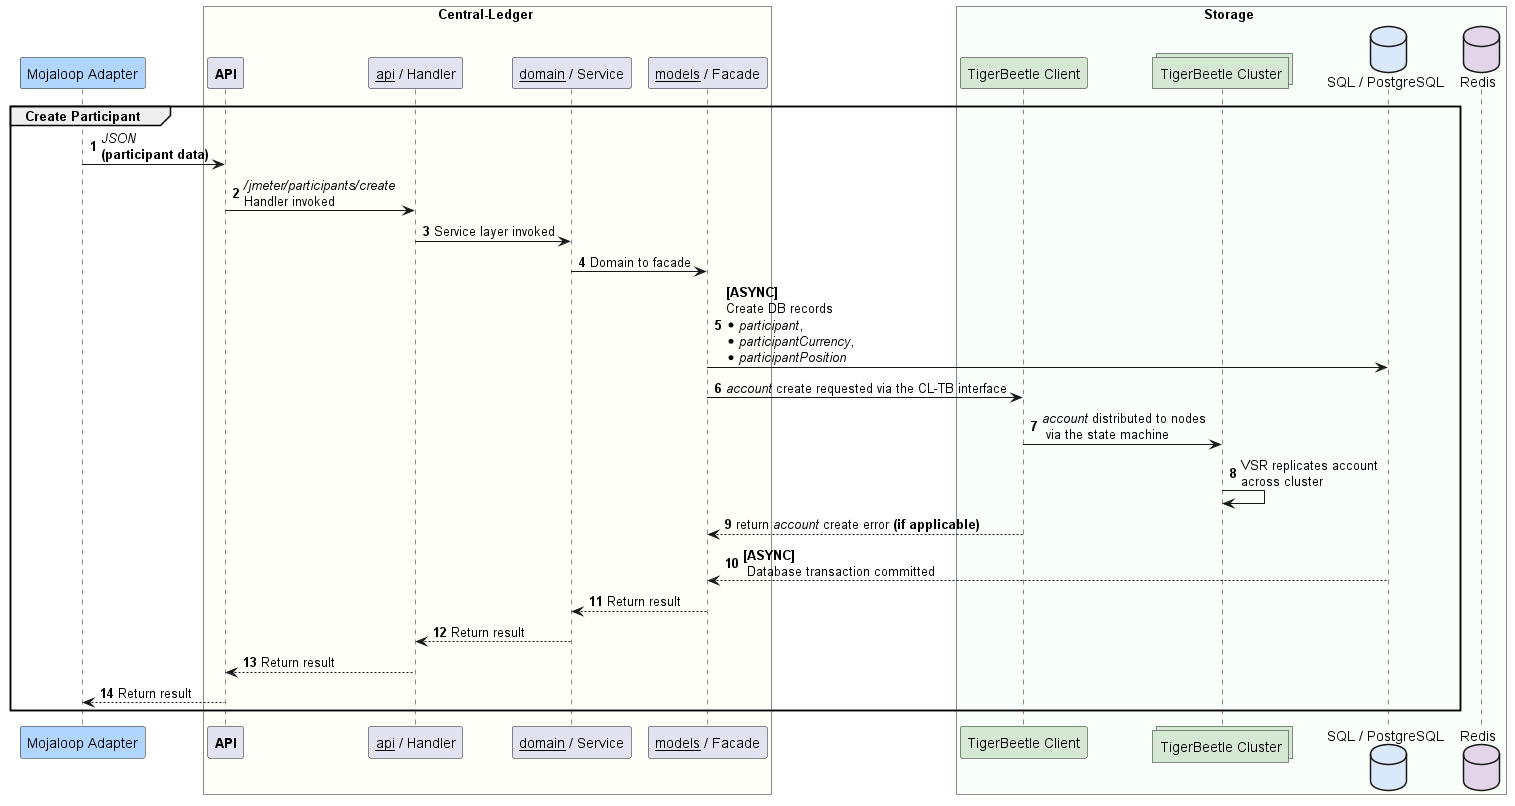 Central-Ledger
Storage
Mojaloop Adapter
API
api / Handler
domain / Service
models / Facade
TigerBeetle Client
TigerBeetle Cluster
SQL / PostgreSQL
Redis
Create Participant
1 JSON
(participant data)
2 /jmeter/participants/create
Handler invoked
3 Service layer invoked
4 Domain to facade
[ASYNC]
Create DB records
5 • participant,
• participantCurrency,
• participantPosition
6 account create requested via the CL-TB interface
7 account distributed to nodes
via the state machine
8 VSR replicates account
across cluster
9 return account create error (if applicable)
10 [ASYNC]
Database transaction committed
11 Return result
12 Return result
13 Return result
14 Return result
Mojaloop Adapter
API
api / Handler
domain / Service
models / Facade
TigerBeetle Client
TigerBeetle Cluster
SQL / PostgreSQL
Redis